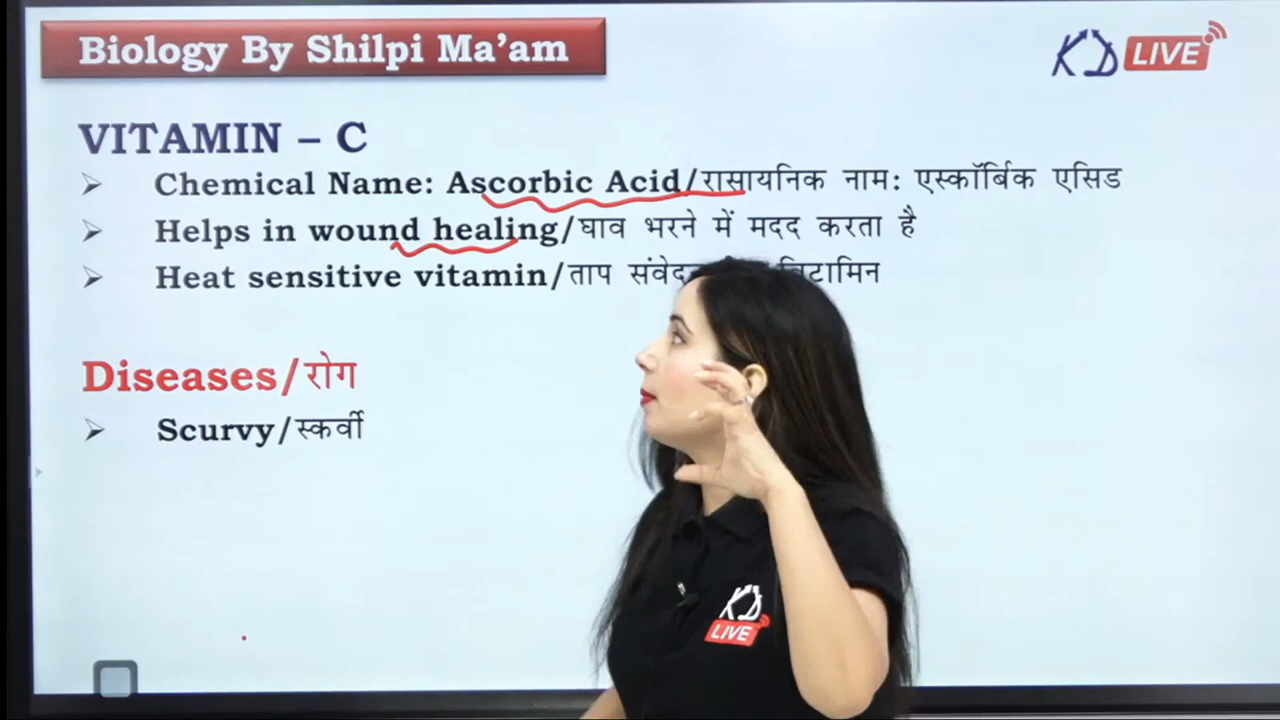 Biology By Shilpi Ma’am
KD LIVE
VITAMIN – C
➢ Chemical Name: Ascorbic Acid/रासायनिक नाम: एस्कॉर्बिक एसिड
➢ Helps in wound healing/घाव भरने में मदद करता है
➢ Heat sensitive vitamin/ताप
Diseases/रोग
➢ Scurvy/स्कर्वी
KD
LIVE